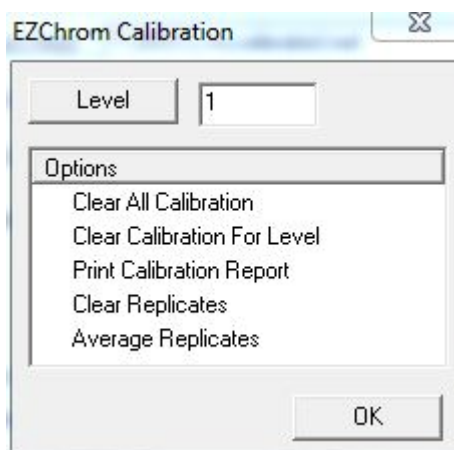 EZChrom Calibration
Level
1
Options
Clear All Calibration
Clear Calibration For Level
Print Calibration Report
Clear Replicates
Average Replicates
OK